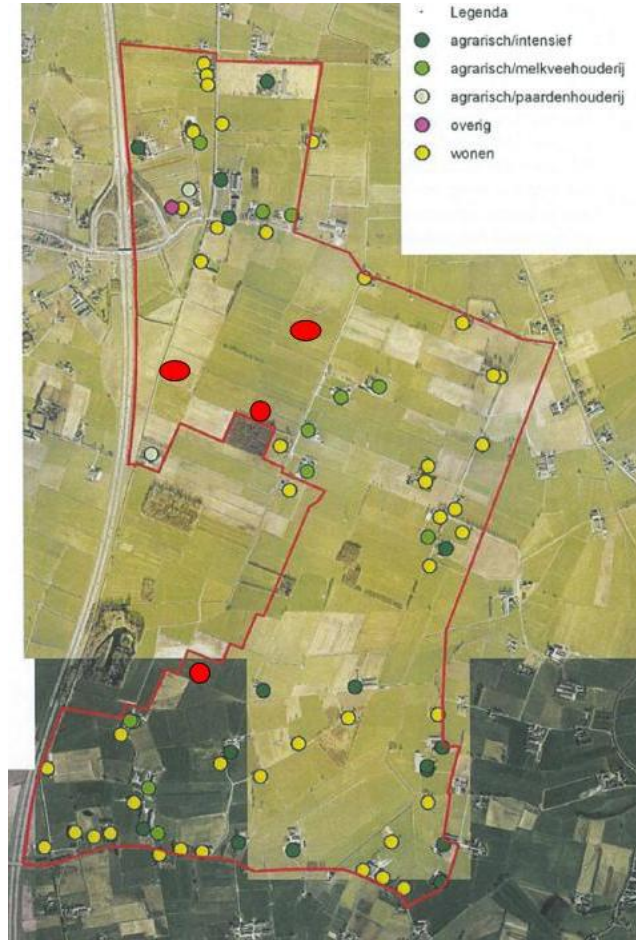 Legenda
agrarisch/intensief
agrarisch/melkveehouderij
agrarisch/paardenhouderij
overig
wonen